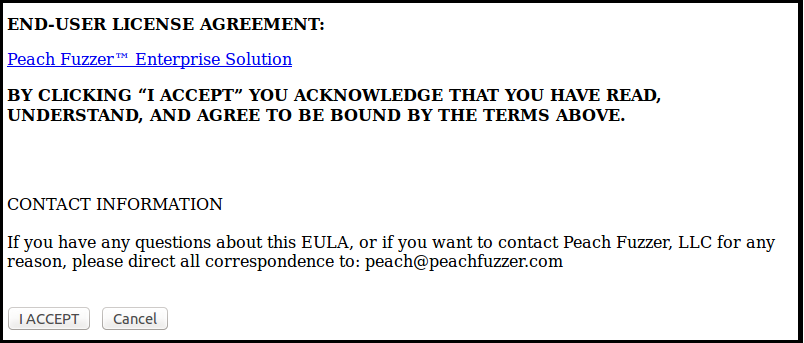 END-USER LICENSE AGREEMENT:
Peach Fuzzer™ Enterprise Solution
BY CLICKING “I ACCEPT” YOU ACKNOWLEDGE THAT YOU HAVE READ,
UNDERSTAND, AND AGREE TO BE BOUND BY THE TERMS ABOVE.
CONTACT INFORMATION
If you have any questions about this EULA, or if you want to contact Peach Fuzzer, LLC for any
reason, please direct all correspondence to: peach@peachfuzzer.com
I ACCEPT Cancel